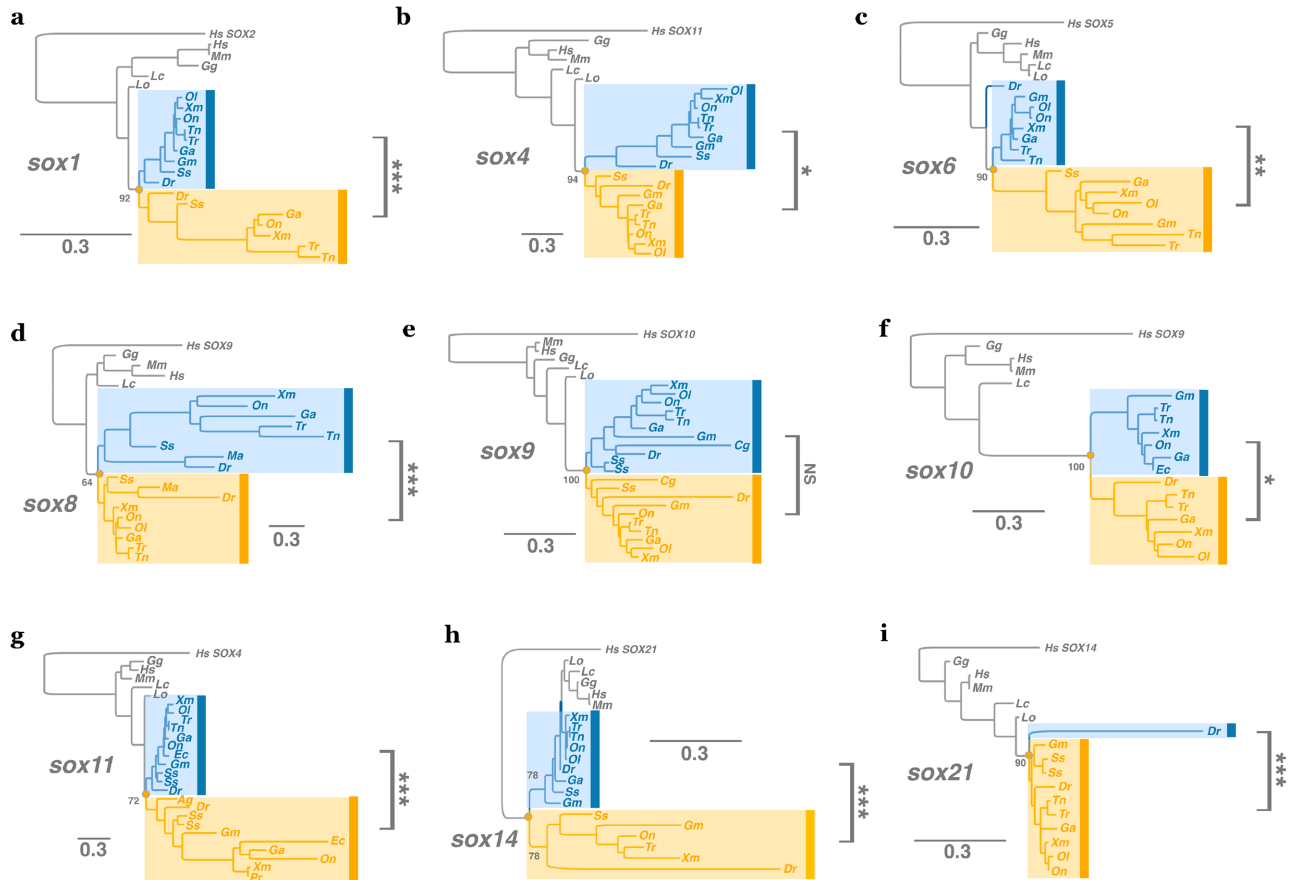 a
Hs SOX2
Hs
Mm
Gg
Lc
Lo
Ol
Xm
On
Tn
Tr
Ga
Gm
Ss
Dr
sox1
92
Dr
Ss
Ga
On
Xm
Tr
Tn
0.3
***
b
Hs SOX11
Gg
Hs
Mm
Lc
Lo
Ol
Xm
On
Tn
Tr
Ga
Gm
Ss
Dr
sox4
94
Ss
Dr
Gm
Ga
Tr
Tn
On
Xm
Ol
0.3
*
c
Hs SOX5
Gg
Hs
Mm
Lc
Lo
Dr
Gm
Ol
On
Xm
Ga
Tr
Tn
sox6
90
Ss
Ga
Xm
Ol
On
Gm
Tn
Tr
0.3
**
d
Hs SOX9
Gg
Mm
Hs
Lc
Xm
On
Ga
Tr
Tn
Ss
Ma
Dr
64
sox8
Ss
Ma
Dr
Xm
On
Ol
Ga
Tr
Tn
0.3
***
e
Hs SOX10
Mm
Hs
Gg
Lc
Lo
Xm
Ol
On
Tr
Tn
Ga
Gm
Cg
Dr
Ss
Ss
sox9
100
Cg
Ss
Dr
Gm
On
Tr
Tn
Ga
Ol
Xm
0.3
NS
f
Hs SOX9
Gg
Hs
Mm
Lc
Gm
Tr
Tn
Xm
On
Ga
Ec
100
sox10
Dr
Tn
Tr
Ga
Xm
On
Ol
0.3
*
g
Hs SOX4
Gg
Hs
Mm
Lc
Lo
Xm
Ol
Tr
Tn
Ga
On
Ec
Gm
Ss
Ss
Dr
sox11
72
Ag
Dr
Ss
Ss
Gm
Ec
Ga
On
Xm
Pr
0.3
***
h
Hs SOX21
Lo
Lc
Gg
Hs
Mm
Xm
Tr
Tn
On
Ol
Dr
Ga
Ss
Gm
78
0.3
sox14
78
Ss
Gm
On
Tr
Xm
Dr
***
i
Hs SOX14
Gg
Hs
Mm
Lc
Lo
Dr
90
sox21
Gm
Ss
Ss
Dr
Tn
Tr
Ga
Xm
Ol
On
0.3
***